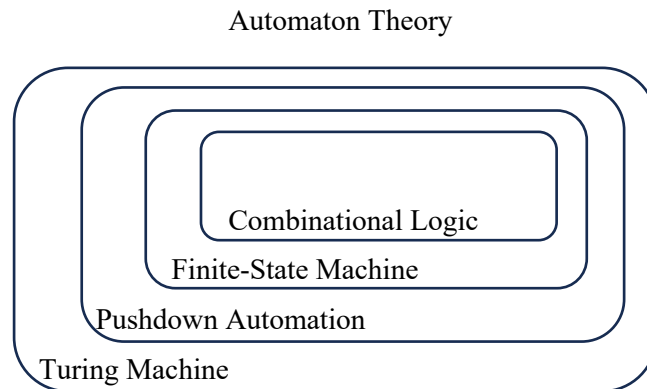 Automaton Theory
Combinational Logic
Finite-State Machine
Pushdown Automation
Turing Machine